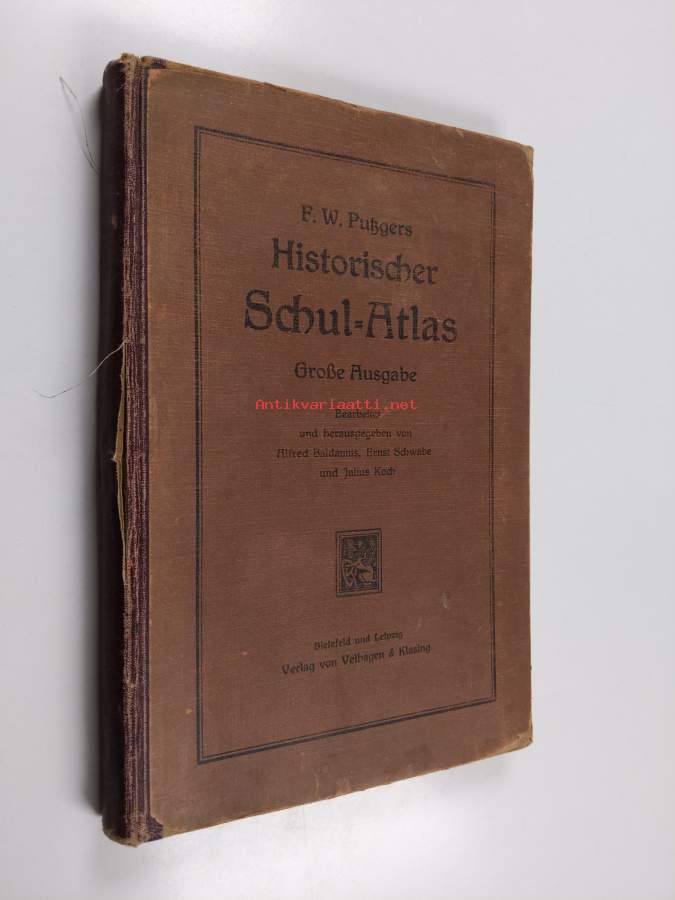 F. W. Putzgers
Historischer
Schul=Atlas
Große Ausgabe
Antikvariaatti.net
Bearbeitet
und herausgegeben von
Alfred Baldamus, Ernst Schwabe
und Julius Koch
Bielefeld und Leipzig
Verlag von Velhagen & Klasing